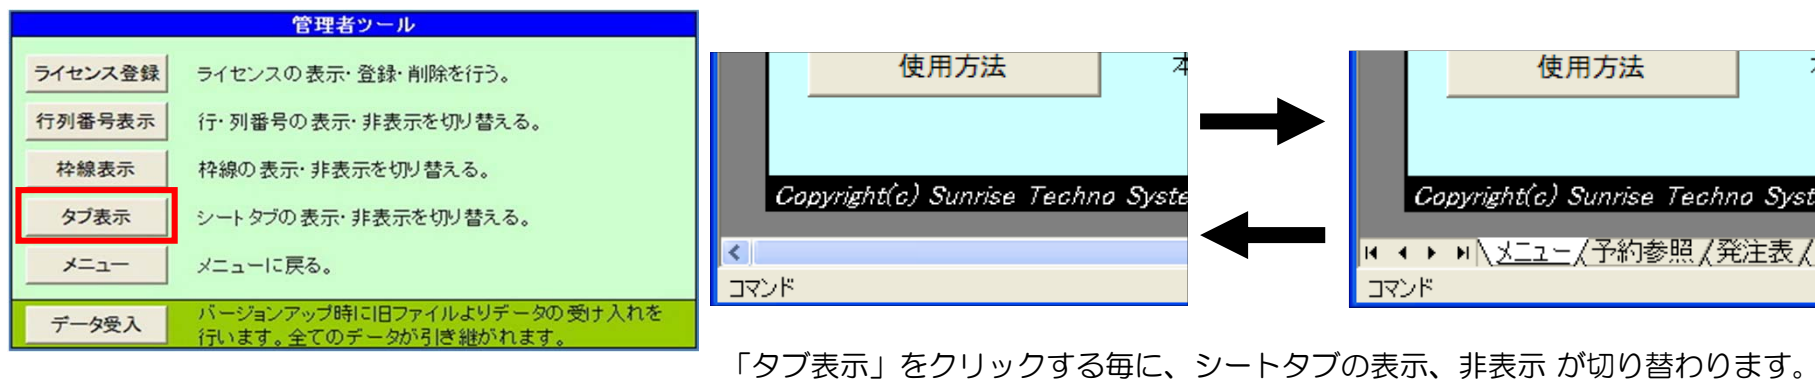 管理者ツール
ライセンス登録 ライセンスの表示・登録・削除を行う。
行列番号表示 行・列番号の表示・非表示を切り替える。
枠線表示 枠線の表示・非表示を切り替える。
タブ表示 シートタブの表示・非表示を切り替える。
メニュー メニューに戻る。
データ受入 バージョンアップ時に旧ファイルよりデータの受け入れを
行います。全てのデータが引き継がれます。
使用方法
Copyright(c) Sunrise Techno Syste
コマンド
使用方法
Copyright(c) Sunrise Techno Syst
メニュー 予約参照 発注表
コマンド
「タブ表示」をクリックする毎に、シートタブの表示、非表示 が切り替わります。